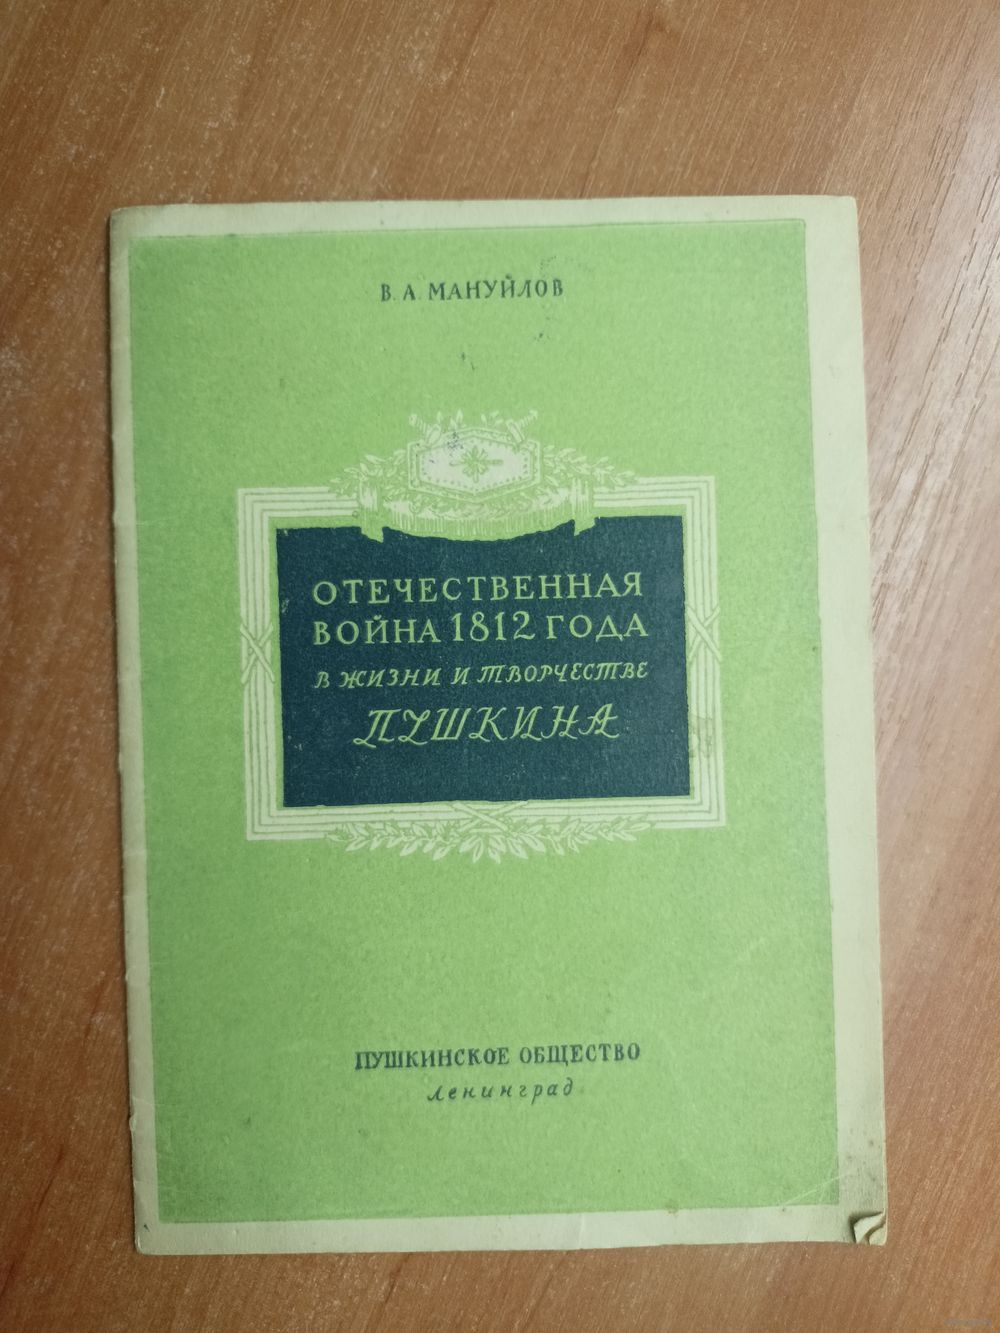 В. А. МАНУЙЛОВ
ОТЕЧЕСТВЕННАЯ
ВОЙНА 1812 ГОДА
В ЖИЗНИ И ТВОРЧЕСТВЕ
ПУШКИНА
ПУШКИНСКОЕ ОБЩЕСТВО
Ленинград